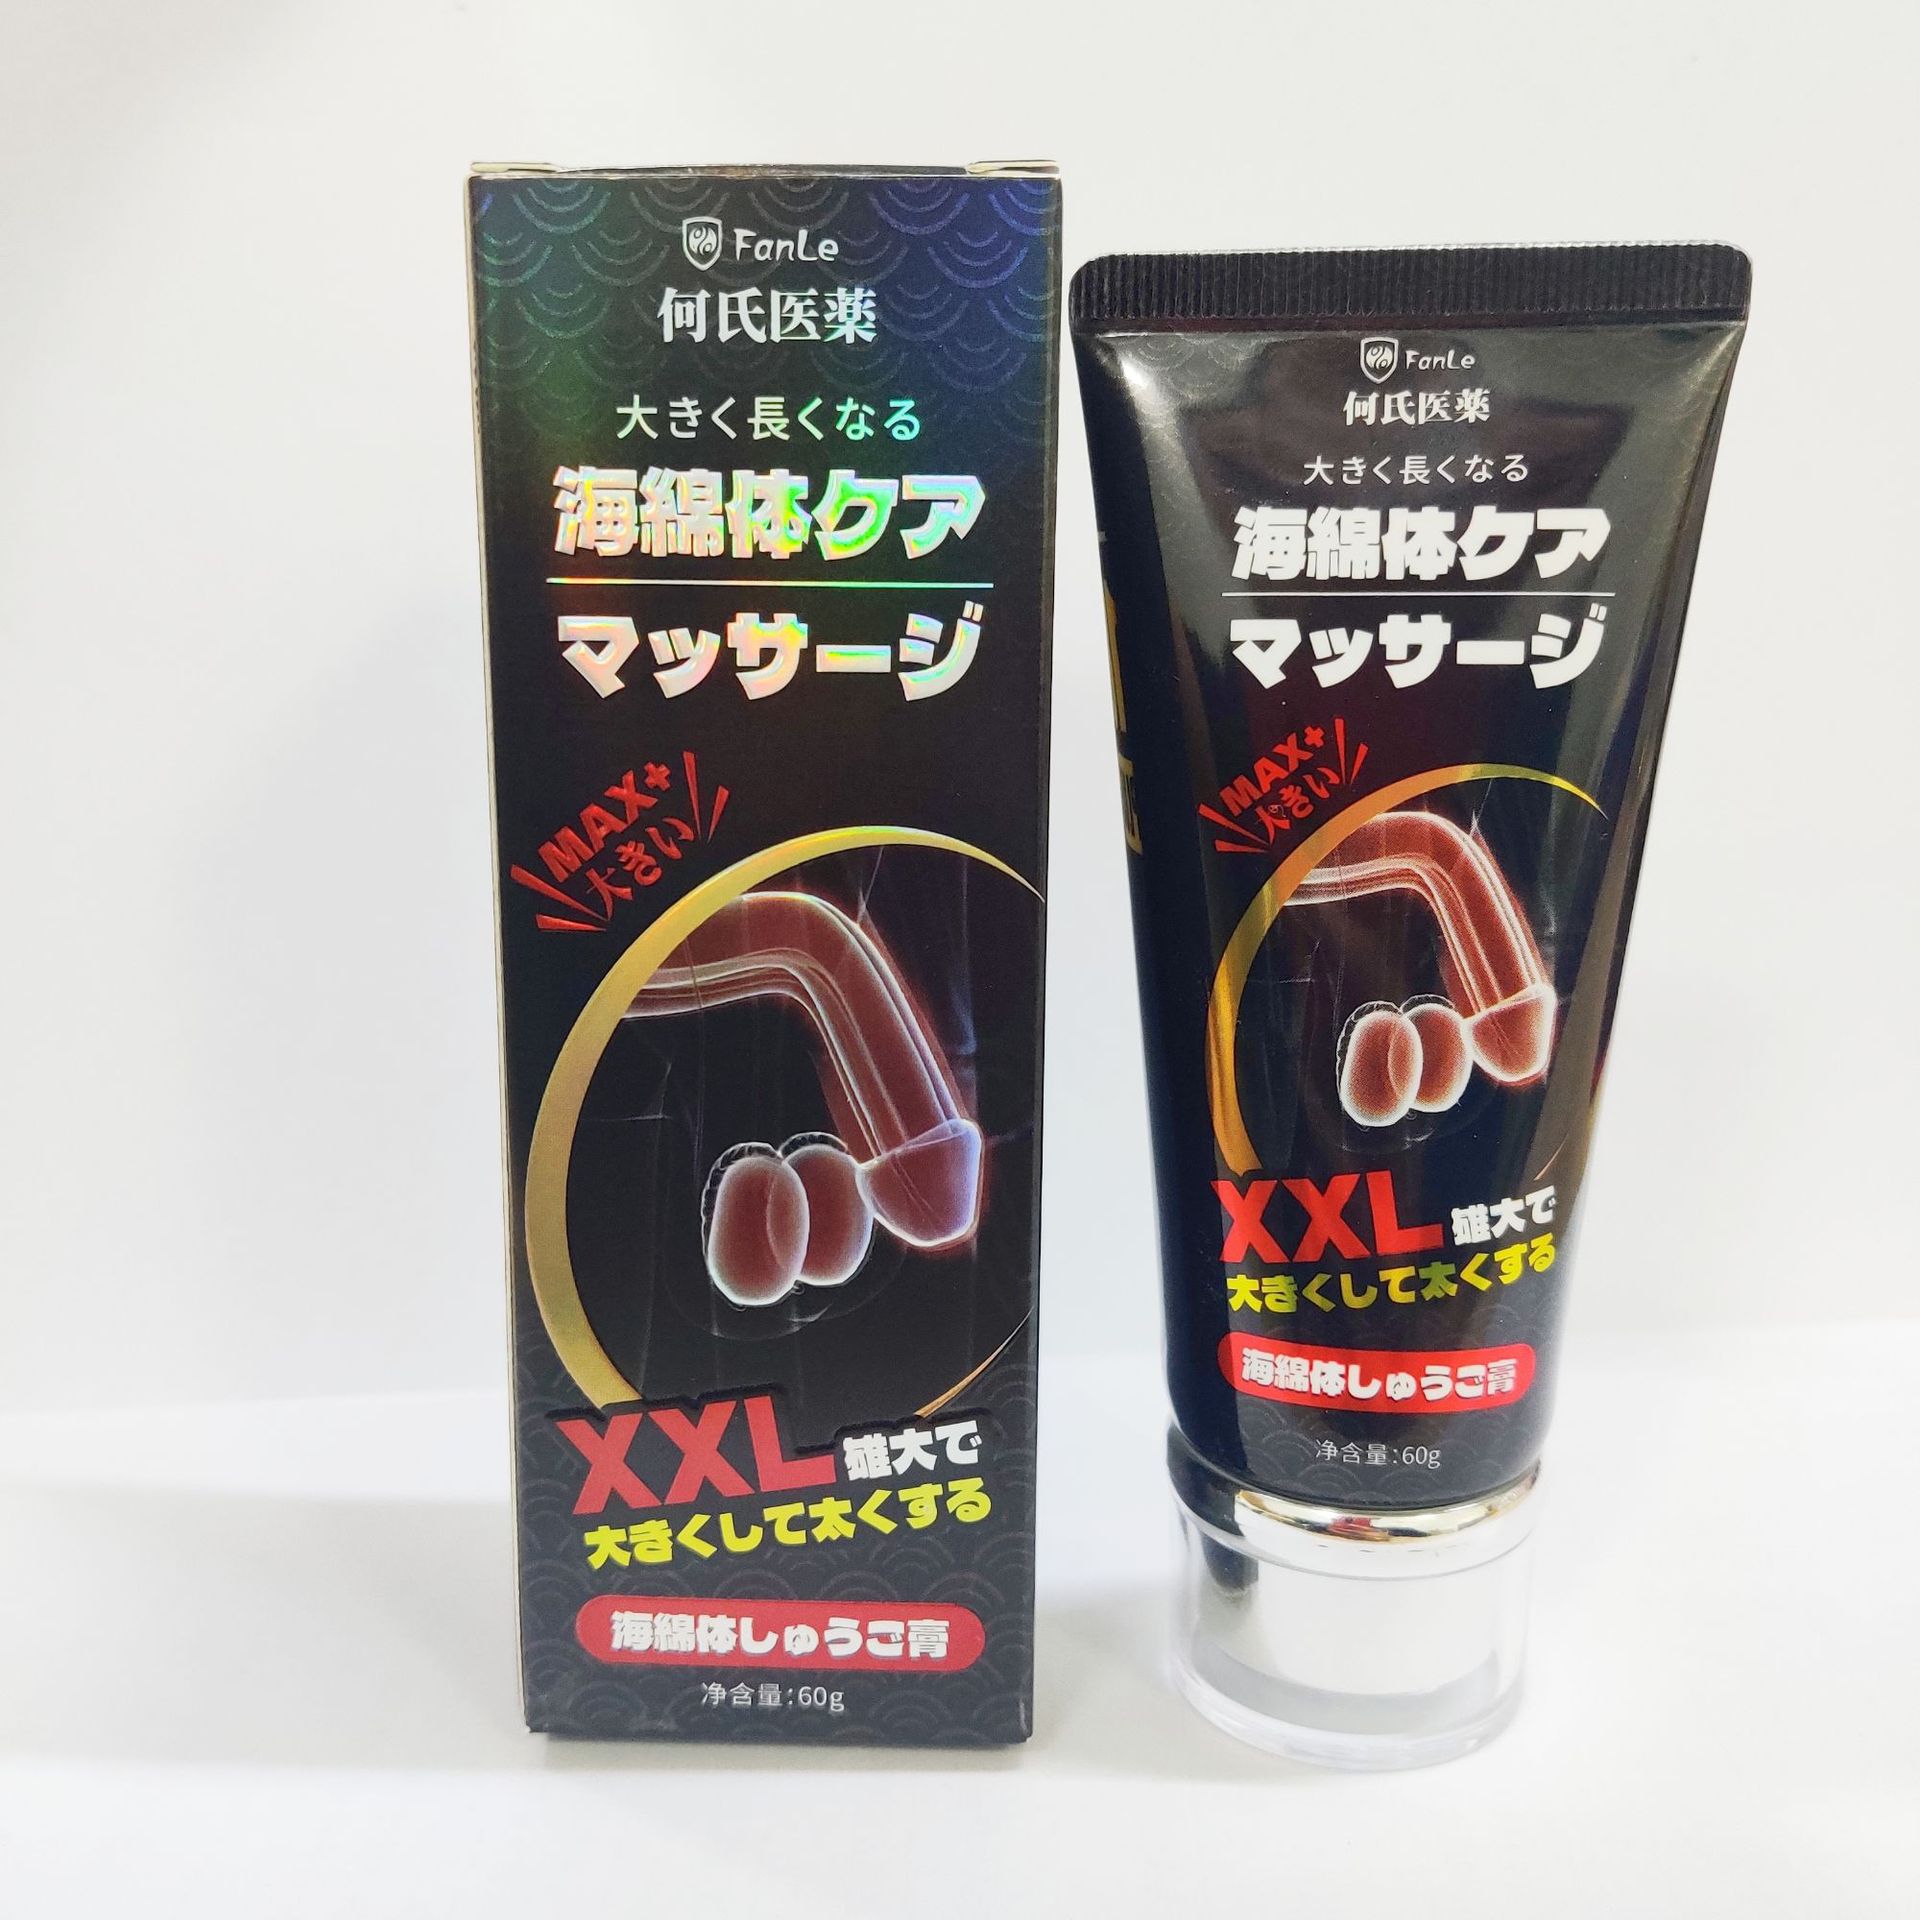 FanLe
何氏医薬
大きく長くなる
海綿体ケア
マッサージ
MAX+
大きい
XXL 雄大で
大きくして太くする
海綿体しゅうご膏
净含量:60g
FanLe
何氏医薬
大きく長くなる
海綿体ケア
マッサージ
MAX+
大きい
XXL 雄大で
大きくして太くする
海綿体しゅうご膏
净含量:60g